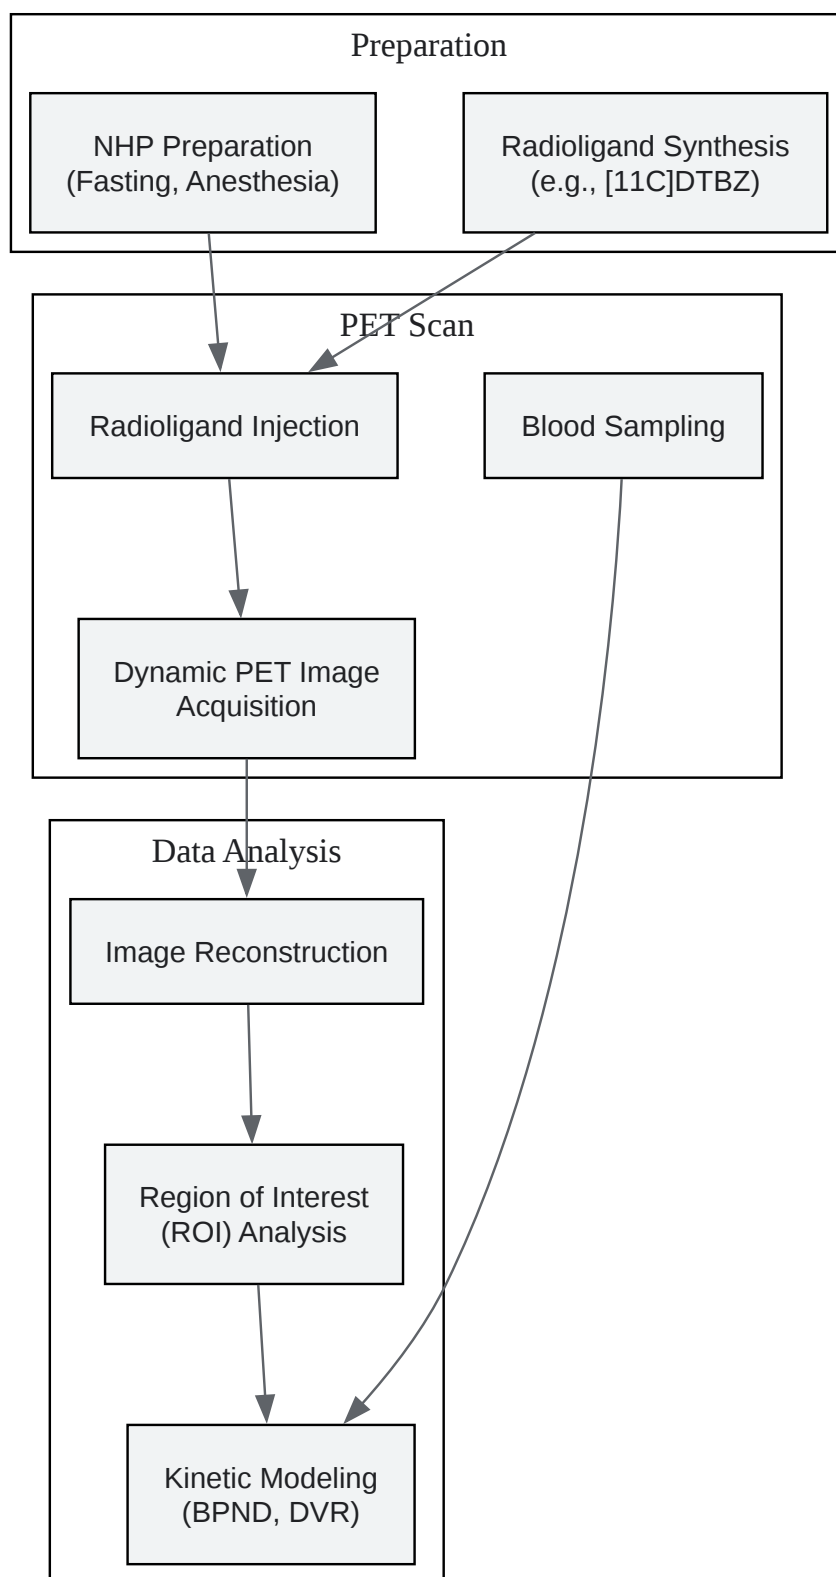 Preparation
NHP Preparation
(Fasting, Anesthesia)
Radioligand Synthesis
(e.g., [11C]DTBZ)
PET Scan
Radioligand Injection
Blood Sampling
Dynamic PET Image
Acquisition
Data Analysis
Image Reconstruction
Region of Interest
(ROI) Analysis
Kinetic Modeling
(BPND, DVR)